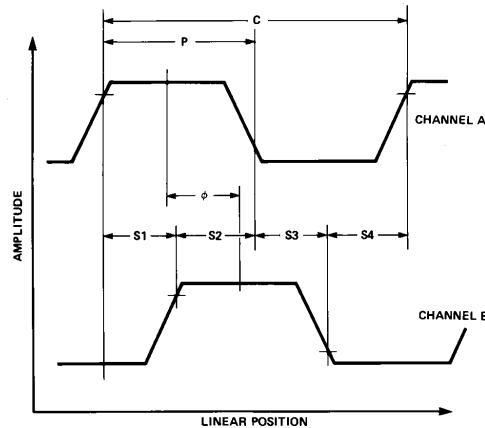 C
P
CHANNEL A
φ
S1 S2 S3 S4
AMPLITUDE
CHANNEL B
LINEAR POSITION